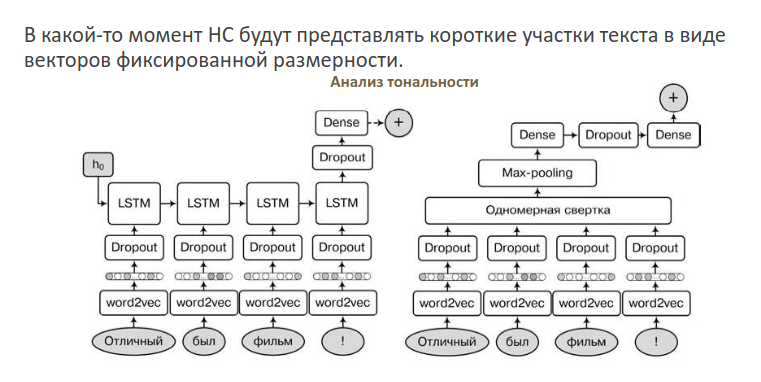 В какой-то момент НС будут представлять короткие участки текста в виде
векторов фиксированной размерности.
Анализ тональности
Dense
+
Dropout
h₀
LSTM LSTM LSTM LSTM
Dropout Dropout Dropout Dropout
word2vec word2vec word2vec word2vec
Отличный был фильм !
+
Dense Dropout Dense
Max-pooling
Одномерная свертка
Dropout Dropout Dropout Dropout
word2vec word2vec word2vec word2vec
Отличный был фильм !